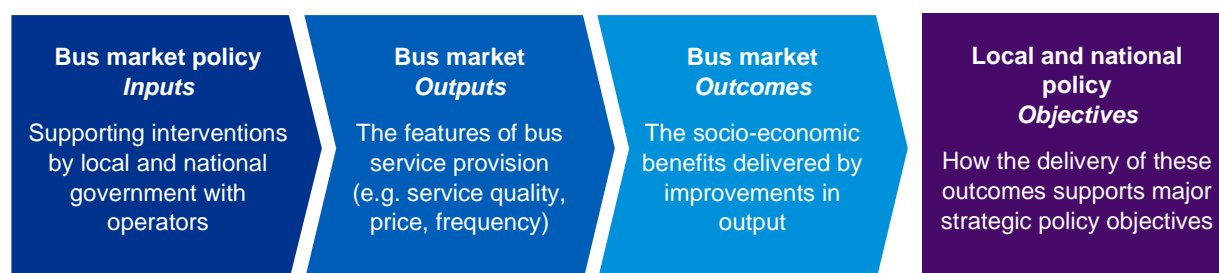 Bus market policy
Inputs
Supporting interventions
by local and national
government with
operators
Bus market
Outputs
The features of bus
service provision
(e.g. service quality,
price, frequency)
Bus market
Outcomes
The socio-economic
benefits delivered by
improvements in
output
Local and national
policy
Objectives
How the delivery of these
outcomes supports major
strategic policy objectives